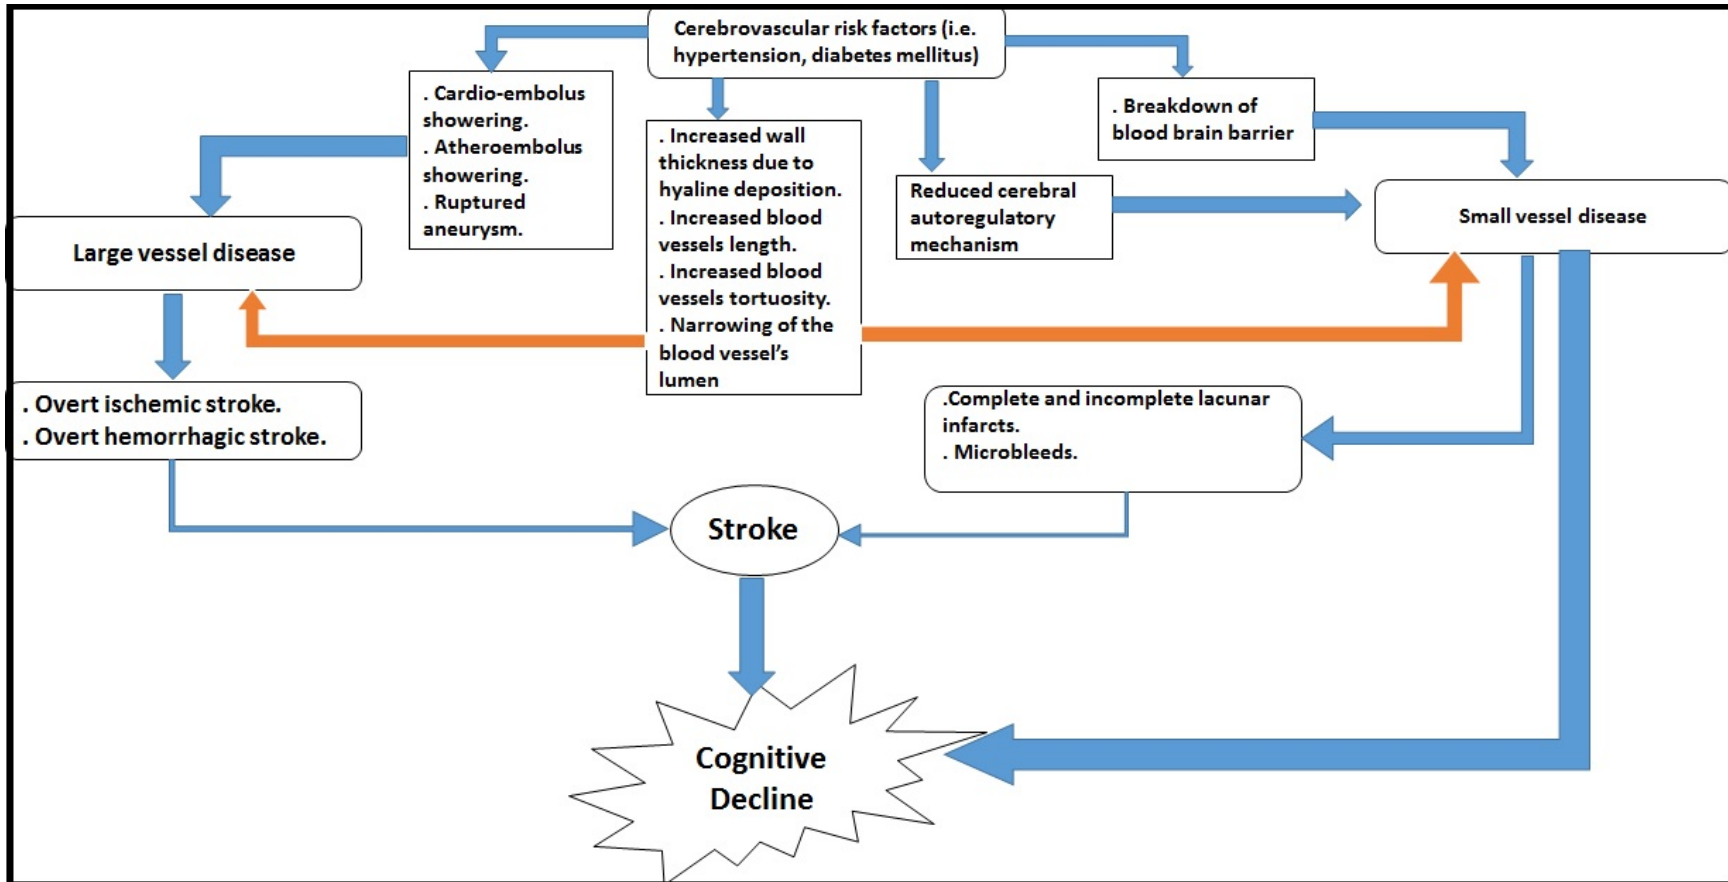 Cerebrovascular risk factors (i.e.
hypertension, diabetes mellitus)
. Cardio-embolus
showering.
. Atheroembolus
showering.
. Ruptured
aneurysm.
. Increased wall
thickness due to
hyaline deposition.
. Increased blood
vessels length.
. Increased blood
vessels tortuosity.
. Narrowing of the
blood vessel’s
lumen
Reduced cerebral
autoregulatory
mechanism
. Breakdown of
blood brain barrier
Large vessel disease
Small vessel disease
. Overt ischemic stroke.
. Overt hemorrhagic stroke.
.Complete and incomplete lacunar
infarcts.
. Microbleeds.
Stroke
Cognitive
Decline